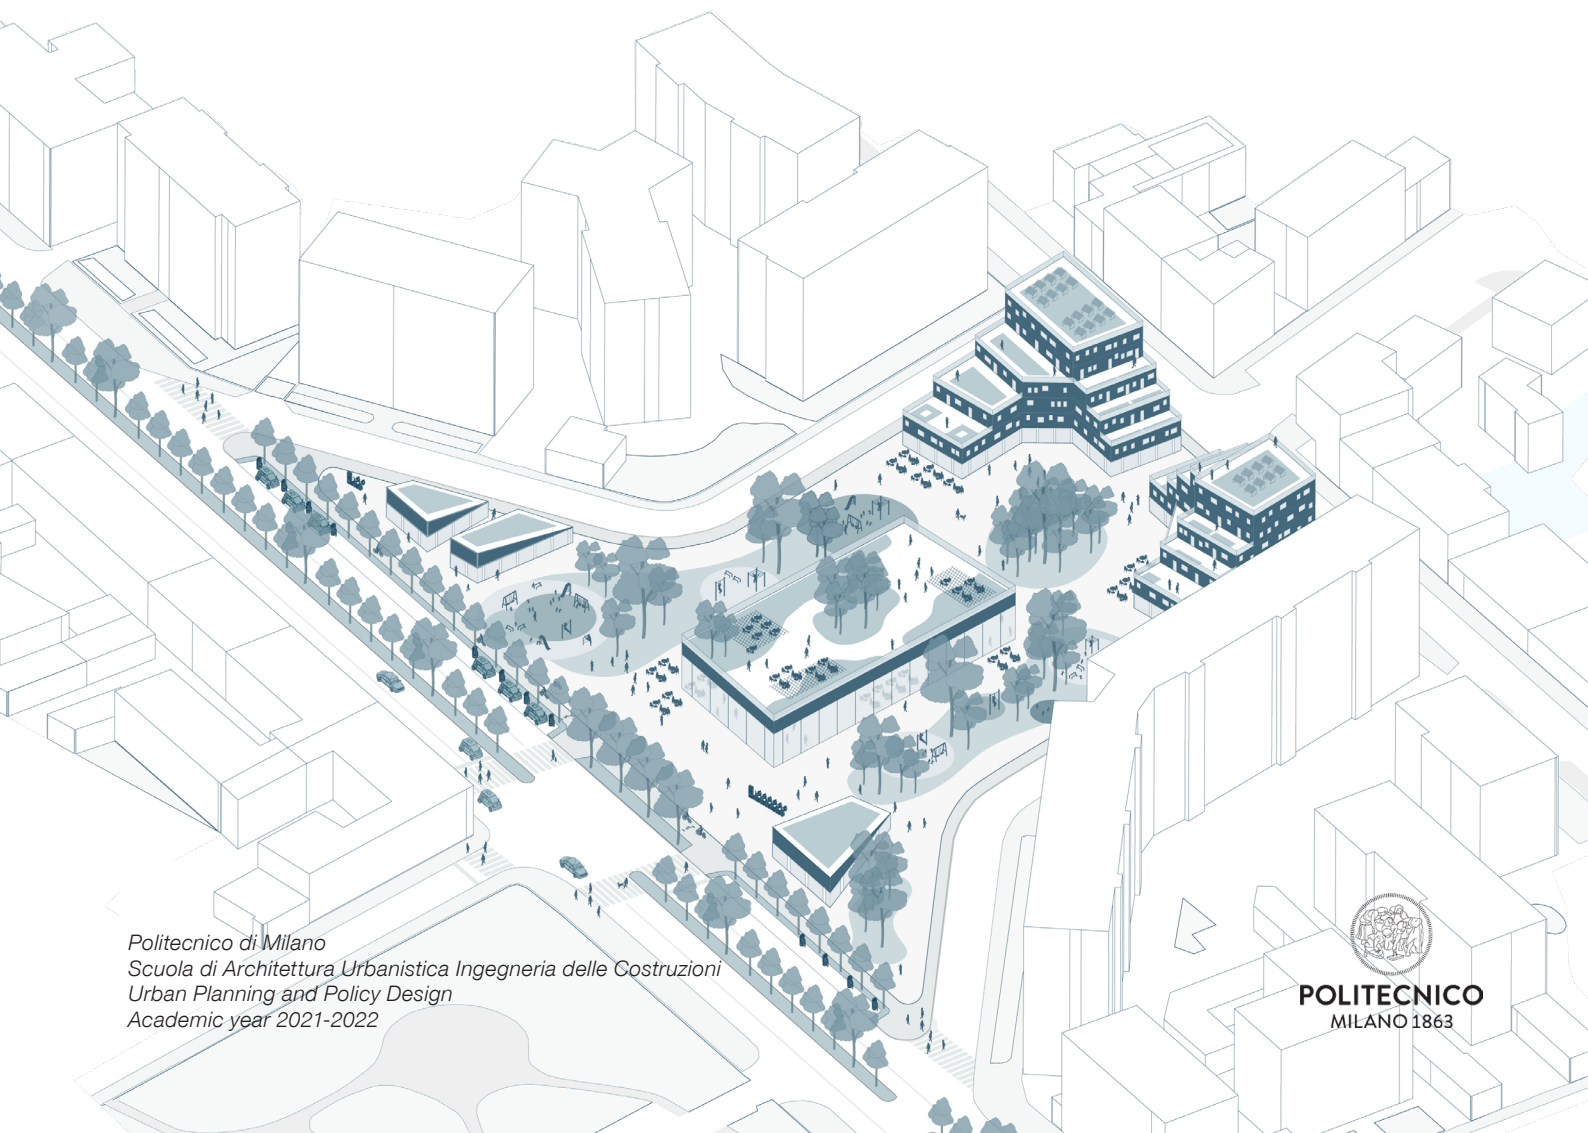 Politecnico di Milano
Scuola di Architettura Urbanistica Ingegneria delle Costruzioni
Urban Planning and Policy Design
Academic year 2021-2022
POLITECNICO
MILANO 1863